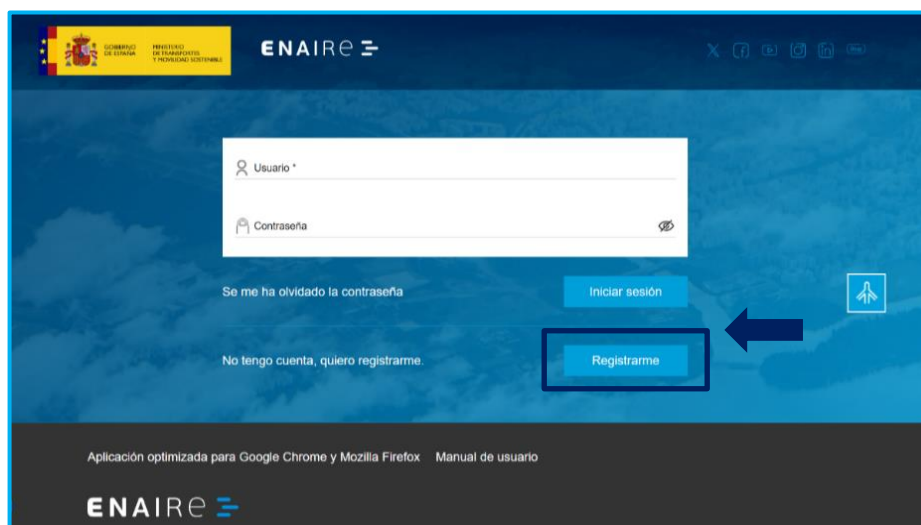 GOBIERNO
DE ESPAÑA
MINISTERIO
DE TRANSPORTES
Y MOVILIDAD SOSTENIBLE
ENAIRe
Usuario *
Contraseña
Se me ha olvidado la contraseña
Iniciar sesión
No tengo cuenta, quiero registrarme.
Registrarme
Aplicación optimizada para Google Chrome y Mozilla Firefox Manual de usuario
ENAIRe